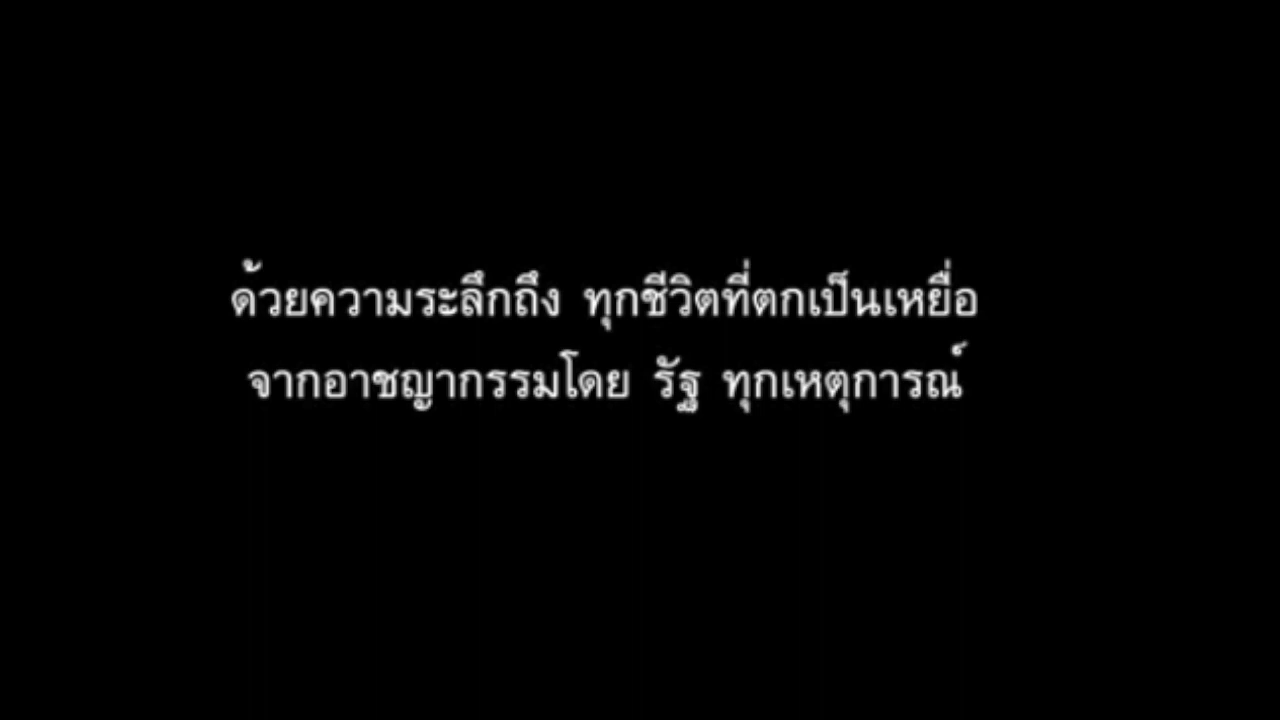 ด้วยความระลึกถึง ทุกชีวิตที่ตกเป็นเหยื่อ
จากอาชญากรรมโดย รัฐ ทุกเหตุการณ์